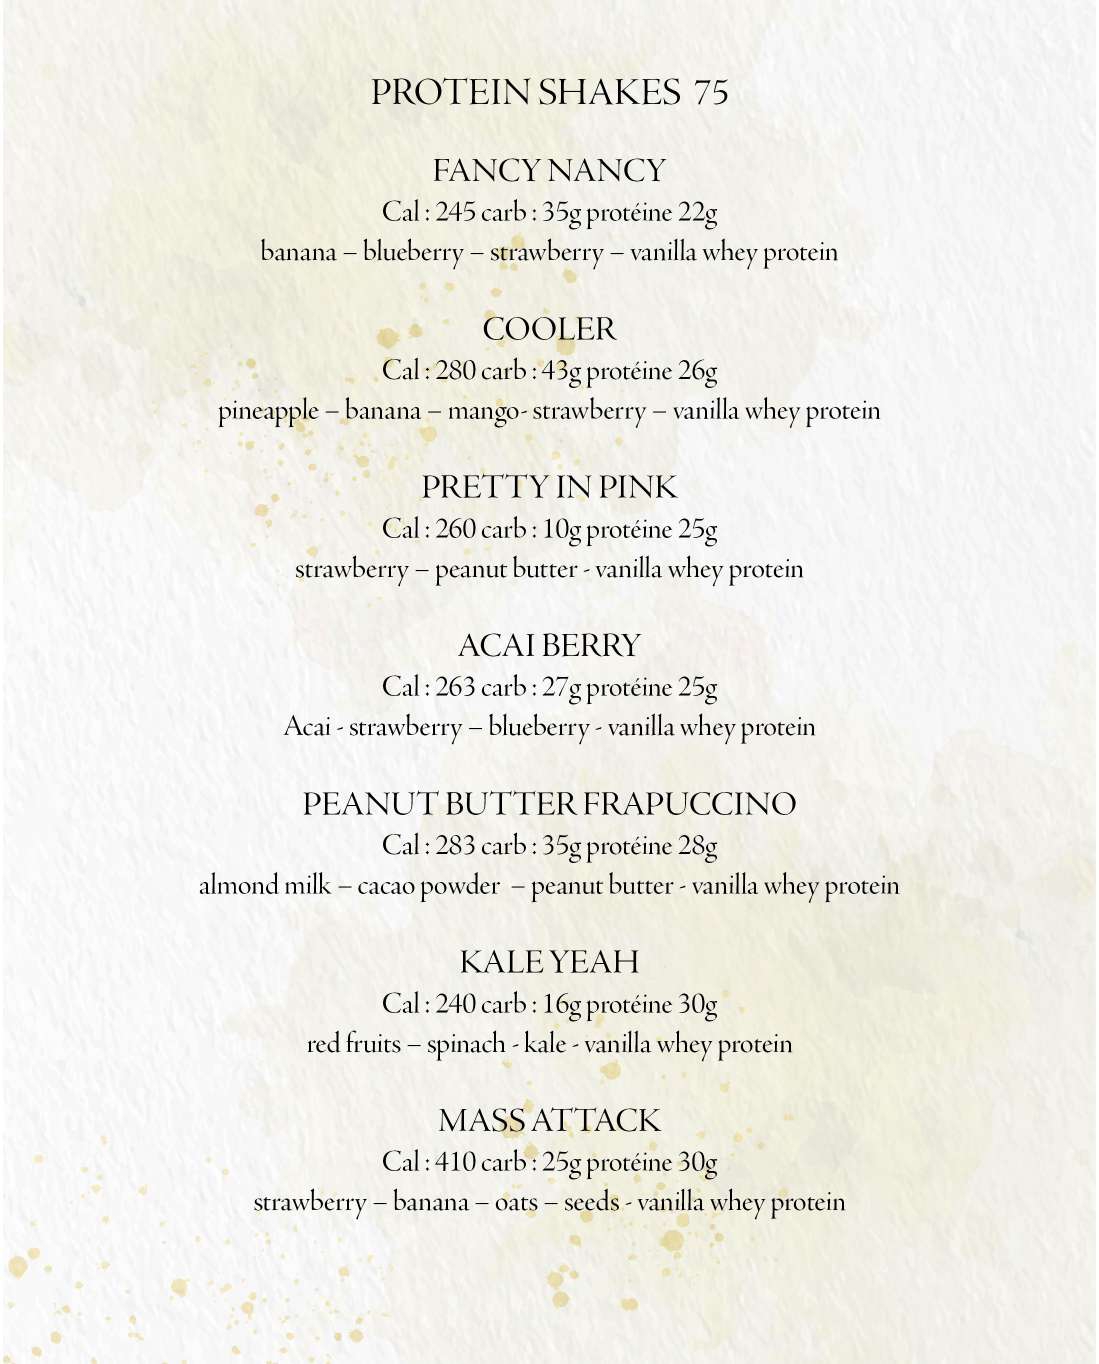 PROTEIN SHAKES 75
FANCY NANCY
Cal : 245 carb : 35g protéine 22g
banana – blueberry – strawberry – vanilla whey protein
COOLER
Cal : 280 carb : 43g protéine 26g
pineapple – banana – mango- strawberry – vanilla whey protein
PRETTY IN PINK
Cal : 260 carb : 10g protéine 25g
strawberry – peanut butter - vanilla whey protein
ACAI BERRY
Cal : 263 carb : 27g protéine 25g
Acai - strawberry – blueberry - vanilla whey protein
PEANUT BUTTER FRAPUCCINO
Cal : 283 carb : 35g protéine 28g
almond milk – cacao powder – peanut butter - vanilla whey protein
KALE YEAH
Cal : 240 carb : 16g protéine 30g
red fruits – spinach - kale - vanilla whey protein
MASS ATTACK
Cal : 410 carb : 25g protéine 30g
strawberry – banana – oats – seeds - vanilla whey protein